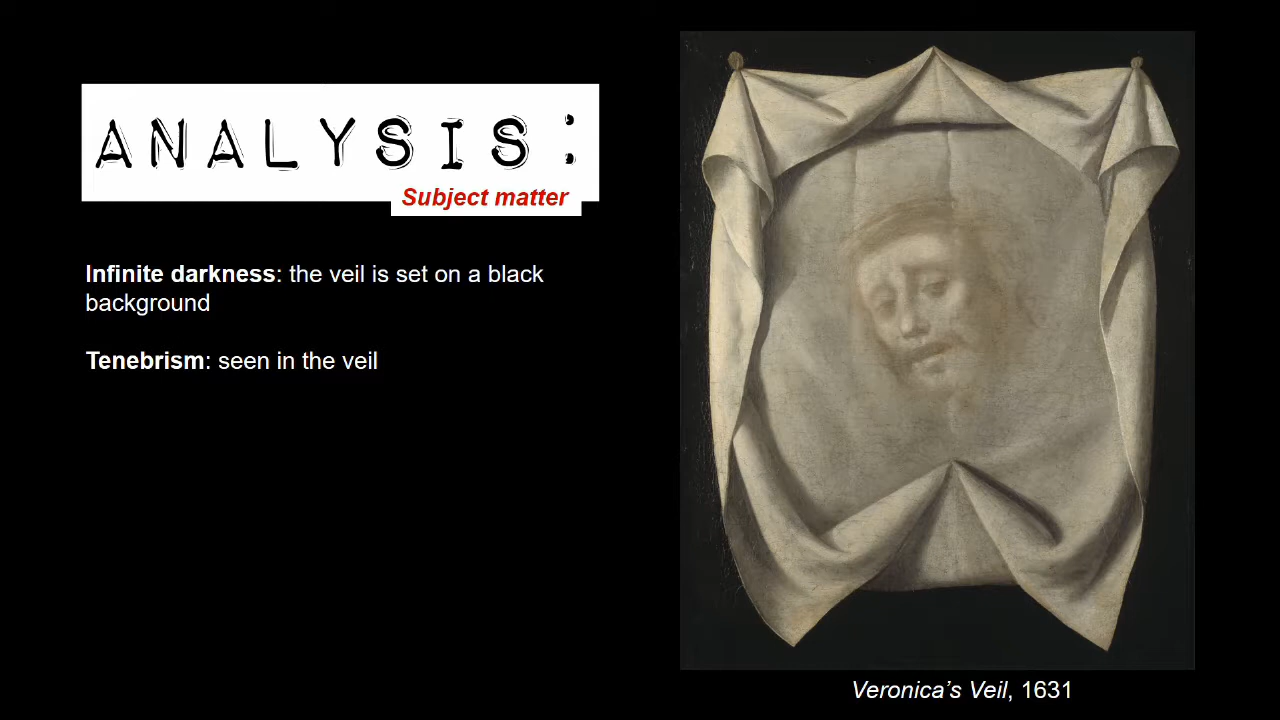 ANALYSIS:
Subject matter
Infinite darkness: the veil is set on a black
background
Tenebrism: seen in the veil
Veronica's Veil, 1631